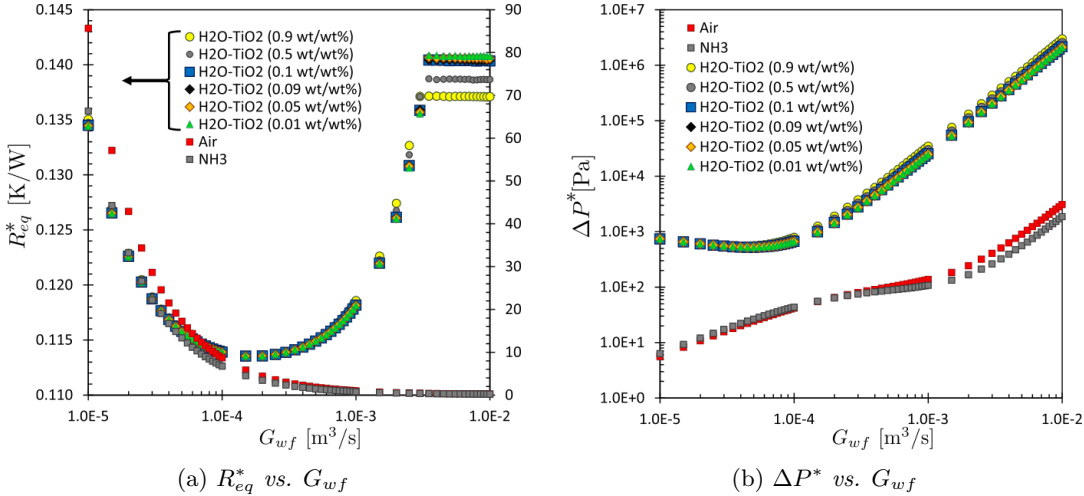 0.145
0.140
0.135
0.130
0.125
0.120
0.115
0.110
R*eq [K/W]
90
80
70
60
50
40
30
20
10
0
H2O-TiO2 (0.9 wt/wt%)
H2O-TiO2 (0.5 wt/wt%)
H2O-TiO2 (0.1 wt/wt%)
H2O-TiO2 (0.09 wt/wt%)
H2O-TiO2 (0.05 wt/wt%)
H2O-TiO2 (0.01 wt/wt%)
Air
NH3
1.0E-5 1.0E-4 1.0E-3 1.0E-2
Gwf [m³/s]
(a) R*eq vs. Gwf
1.0E+7
1.0E+6
1.0E+5
1.0E+4
1.0E+3
1.0E+2
1.0E+1
1.0E+0
ΔP*[Pa]
Air
NH3
H2O-TiO2 (0.9 wt/wt%)
H2O-TiO2 (0.5 wt/wt%)
H2O-TiO2 (0.1 wt/wt%)
H2O-TiO2 (0.09 wt/wt%)
H2O-TiO2 (0.05 wt/wt%)
H2O-TiO2 (0.01 wt/wt%)
1.0E-5 1.0E-4 1.0E-3 1.0E-2
Gwf [m³/s]
(b) ΔP* vs. Gwf